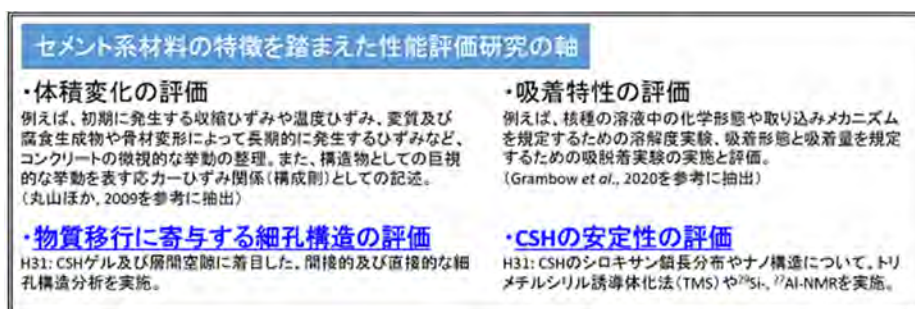 セメント系材料の特徴を踏まえた性能評価研究の軸
・体積変化の評価
例えば、初期に発生する収縮ひずみや温度ひずみ、変質及び
腐食生成物や骨材変形によって長期的に発生するひずみなど、
コンクリートの微視的な挙動の整理。また、構造物としての巨視
的な挙動を表す応力ーひずみ関係(構成則)としての記述。
(丸山ほか, 2009を参考に抽出)
・吸着特性の評価
例えば、核種の溶液中の化学形態や取り込みメカニズム
を規定するための溶解度実験、吸着形態と吸着量を規定
するための吸脱着実験の実施と評価。
(Grambow et al., 2020を参考に抽出)
・物質移行に寄与する細孔構造の評価
H31: CSHゲル及び層間空隙に着目した、間接的及び直接的な細
孔構造分析を実施。
・CSHの安定性の評価
H31: CSHのシロキサン鎖長分布やナノ構造について、トリ
メチルシリル誘導体化法(TMS)や²⁹Si-, ²⁷Al-NMRを実施。